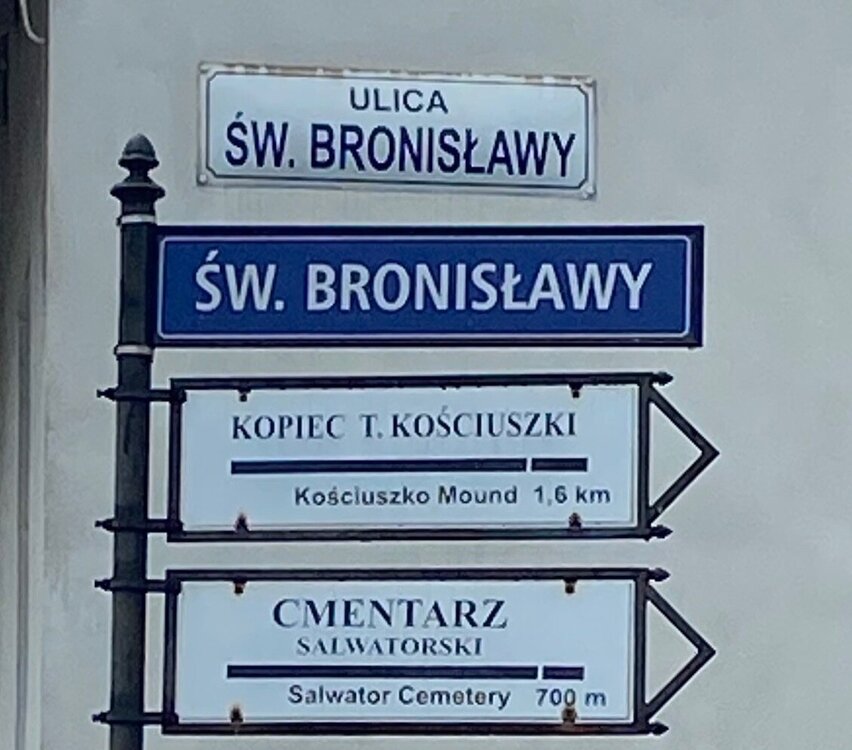 ULICA
ŚW. BRONISŁAWY
ŚW. BRONISŁAWY
KOPIEC T. KOŚCIUSZKI
Kościuszko Mound 1,6 km
CMENTARZ
SALWATORSKI
Salwator Cemetery 700 m